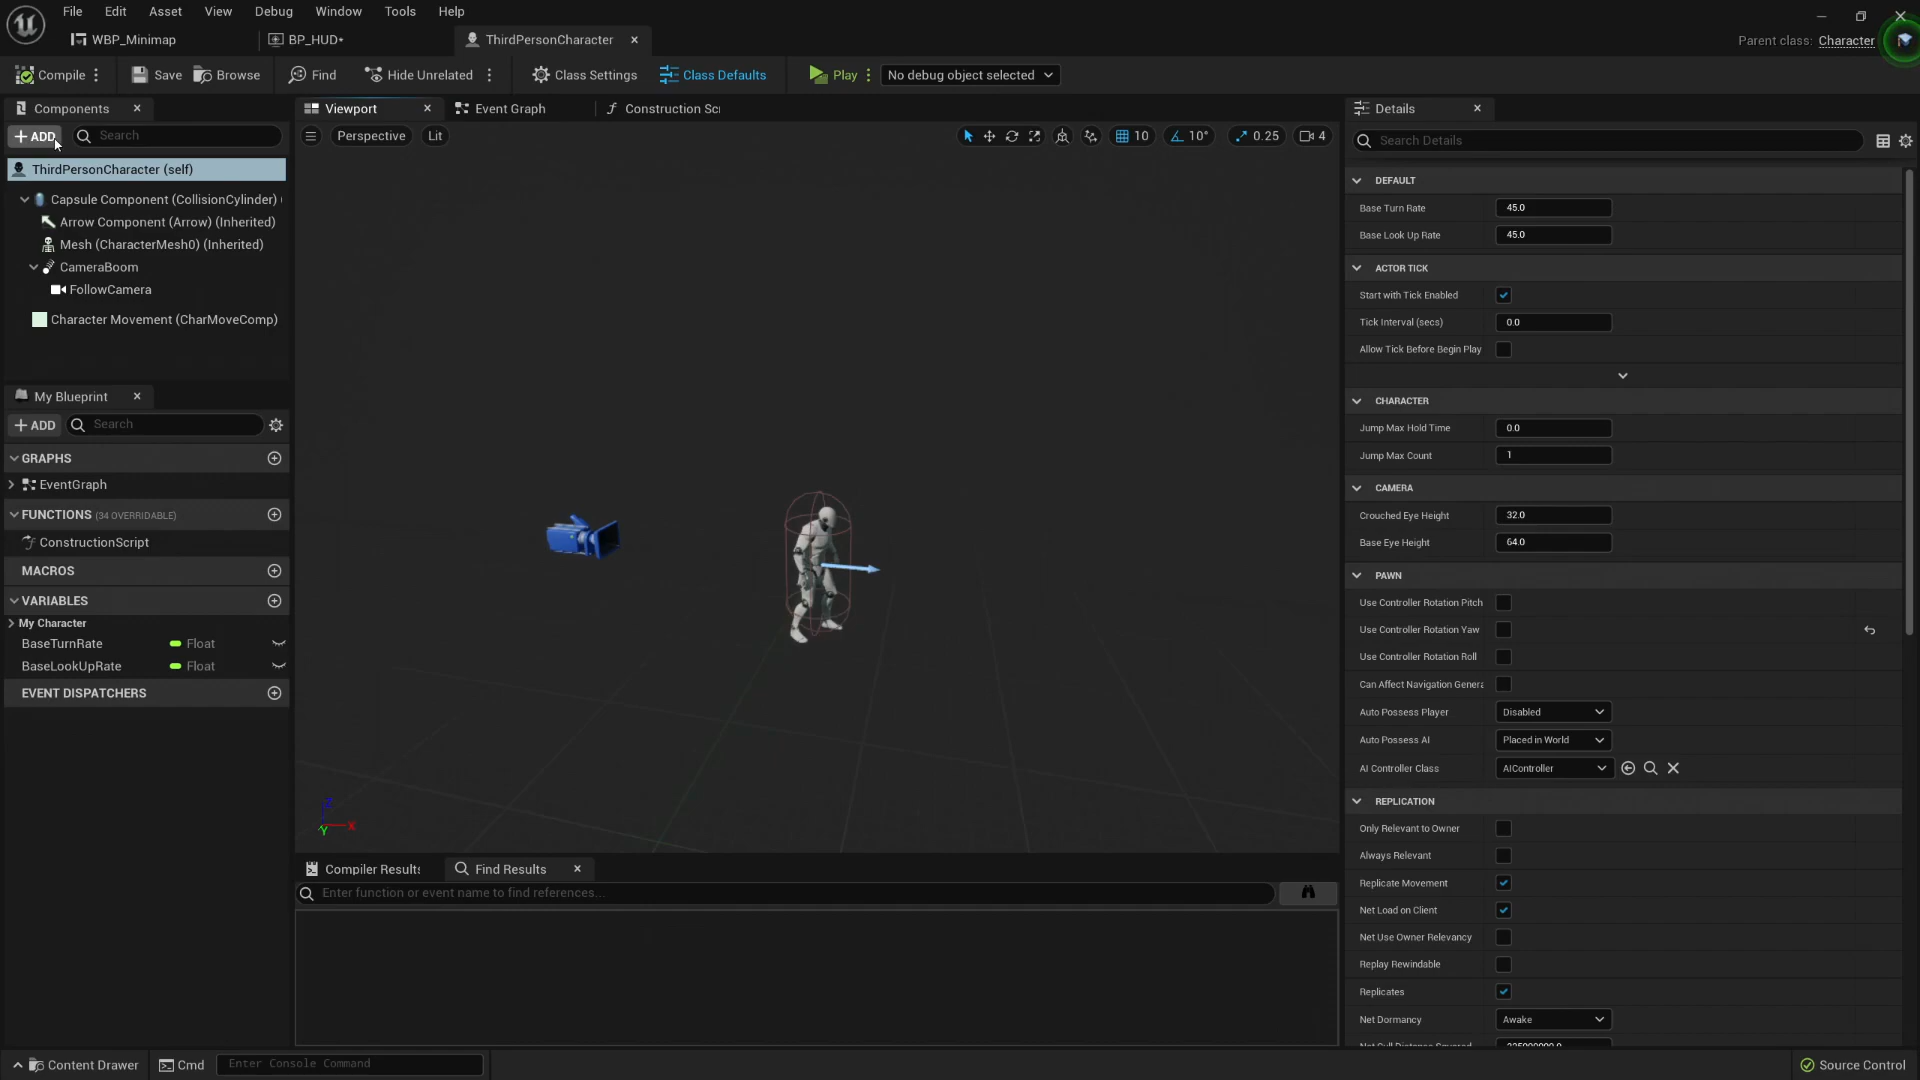 File Edit Asset View Debug Window Tools Help
WBP_Minimap BP_HUD• ThirdPersonCharacter
Parent class: Character
Compile Save Browse Find Hide Unrelated Class Settings Class Defaults Play No debug object selected
Components
ADD Search
ThirdPersonCharacter (self)
Capsule Component (CollisionCylinder)
Arrow Component (Arrow) (Inherited)
Mesh (CharacterMesh0) (Inherited)
CameraBoom
FollowCamera
Character Movement (CharMoveComp)
My Blueprint
ADD Search
GRAPHS
EventGraph
FUNCTIONS (34 OVERRIDABLE)
ConstructionScript
MACROS
VARIABLES
My Character
BaseTurnRate Float
BaseLookUpRate Float
EVENT DISPATCHERS
Viewport Event Graph Construction Scr
Perspective Lit 10 10° 0.25 4
Z
X
Y
Compiler Results Find Results
Enter function or event name to find references...
Details
Search Details
DEFAULT
Base Turn Rate 45.0
Base Look Up Rate 45.0
ACTOR TICK
Start with Tick Enabled
Tick Interval (secs) 0.0
Allow Tick Before Begin Play
CHARACTER
Jump Max Hold Time 0.0
Jump Max Count 1
CAMERA
Crouched Eye Height 32.0
Base Eye Height 64.0
PAWN
Use Controller Rotation Pitch
Use Controller Rotation Yaw
Use Controller Rotation Roll
Can Affect Navigation Genera
Auto Possess Player Disabled
Auto Possess AI Placed in World
AI Controller Class AIController
REPLICATION
Only Relevant to Owner
Always Relevant
Replicate Movement
Net Load on Client
Net Use Owner Relevancy
Replay Rewindable
Replicates
Net Dormancy Awake
Net Cull Distance Squared 225000000.0
Content Drawer Cmd Enter Console Command
Source Control